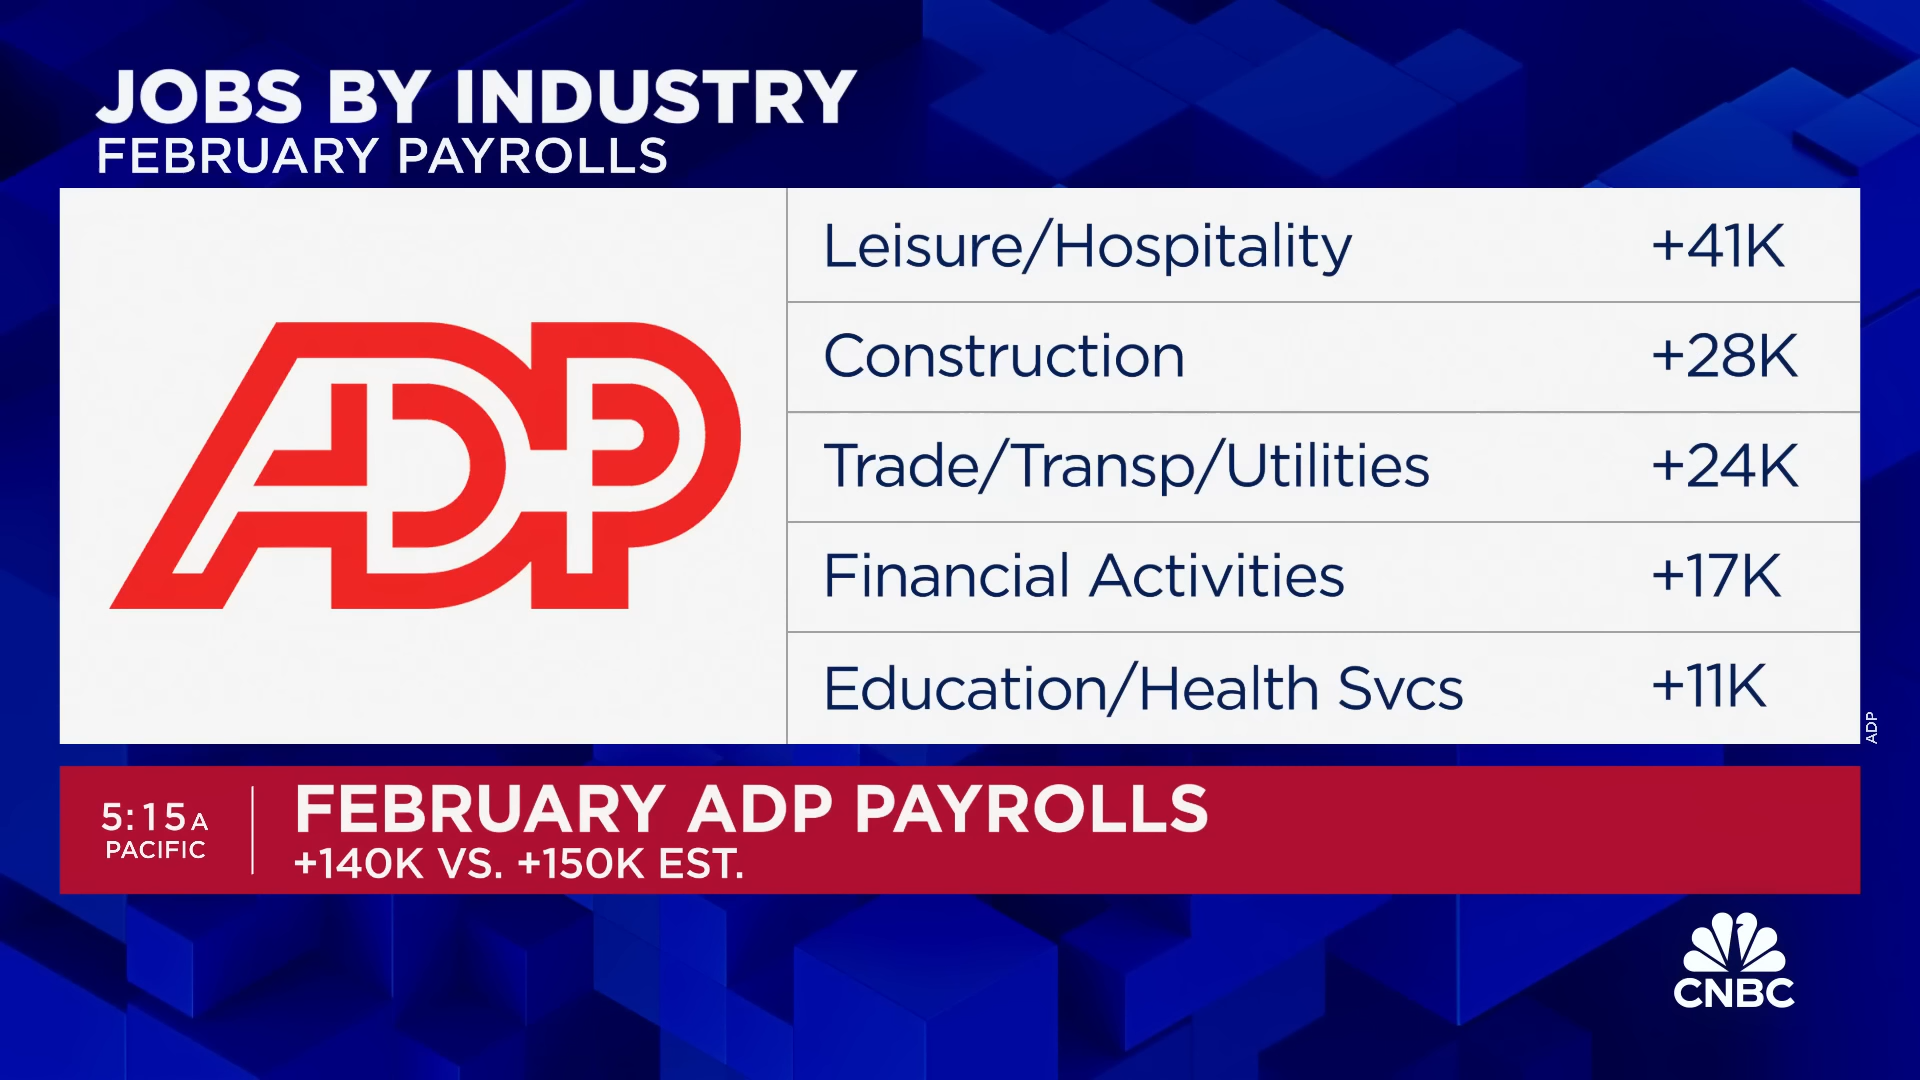 JOBS BY INDUSTRY
FEBRUARY PAYROLLS
ADP
Leisure/Hospitality +41K
Construction +28K
Trade/Transp/Utilities +24K
Financial Activities +17K
Education/Health Svcs +11K
ADP
5:15A
PACIFIC
FEBRUARY ADP PAYROLLS
+140K VS. +150K EST.
CNBC